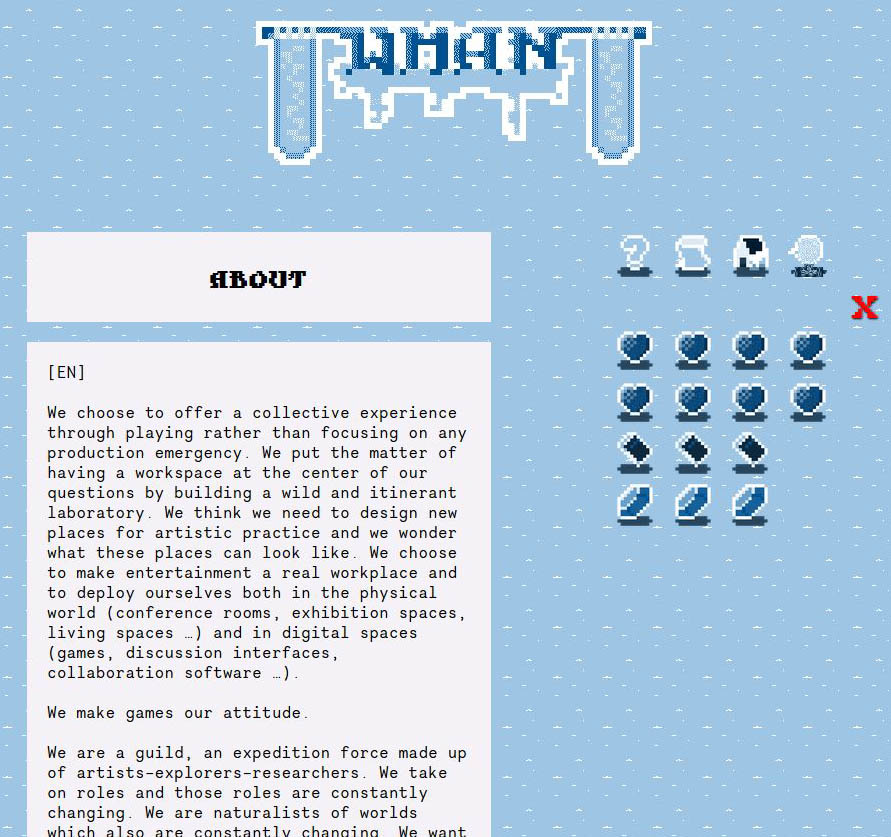 WMAN
ABOUT
X
[EN]
We choose to offer a collective experience
through playing rather than focusing on any
production emergency. We put the matter of
having a workspace at the center of our
questions by building a wild and itinerant
laboratory. We think we need to design new
places for artistic practice and we wonder
what these places can look like. We choose
to make entertainment a real workplace and
to deploy ourselves both in the physical
world (conference rooms, exhibition spaces,
living spaces …) and in digital spaces
(games, discussion interfaces,
collaboration software …).
We make games our attitude.
We are a guild, an expedition force made up
of artists-explorers-researchers. We take
on roles and those roles are constantly
changing. We are naturalists of worlds
which also are constantly changing. We want